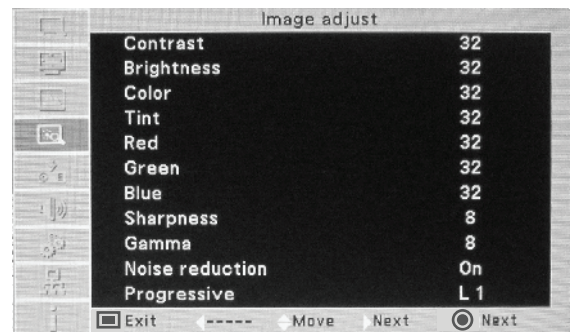 Image adjust
Contrast 32
Brightness 32
Color 32
Tint 32
Red 32
Green 32
Blue 32
Sharpness 8
Gamma 8
Noise reduction On
Progressive L 1
Exit ----- Move Next Next